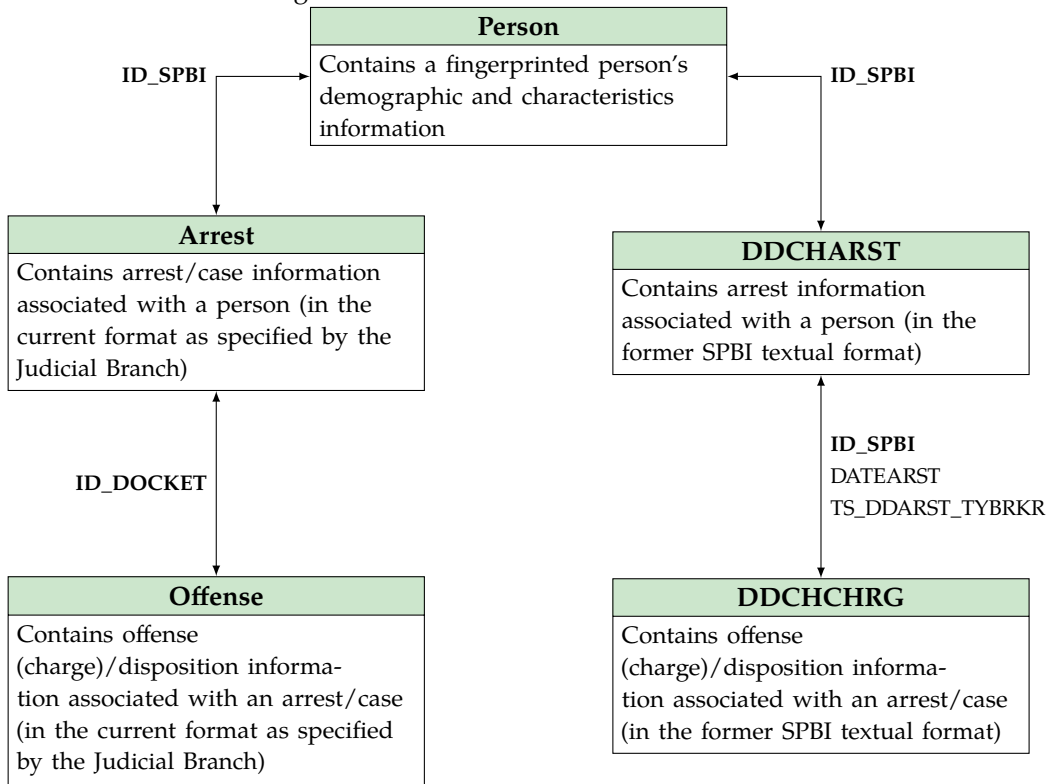 Person
Contains a fingerprinted person's
demographic and characteristics
information
ID_SPBI
ID_SPBI
Arrest
Contains arrest/case information
associated with a person (in the
current format as specified by the
Judicial Branch)
DDCHARST
Contains arrest information
associated with a person (in the
former SPBI textual format)
ID_DOCKET
ID_SPBI
DATEARST
TS_DDARST_TYBRKR
Offense
Contains offense
(charge)/disposition informa-
tion associated with an arrest/case
(in the current format as specified
by the Judicial Branch)
DDCHCHRG
Contains offense
(charge)/disposition informa-
tion associated with an arrest/case
(in the former SPBI textual format)